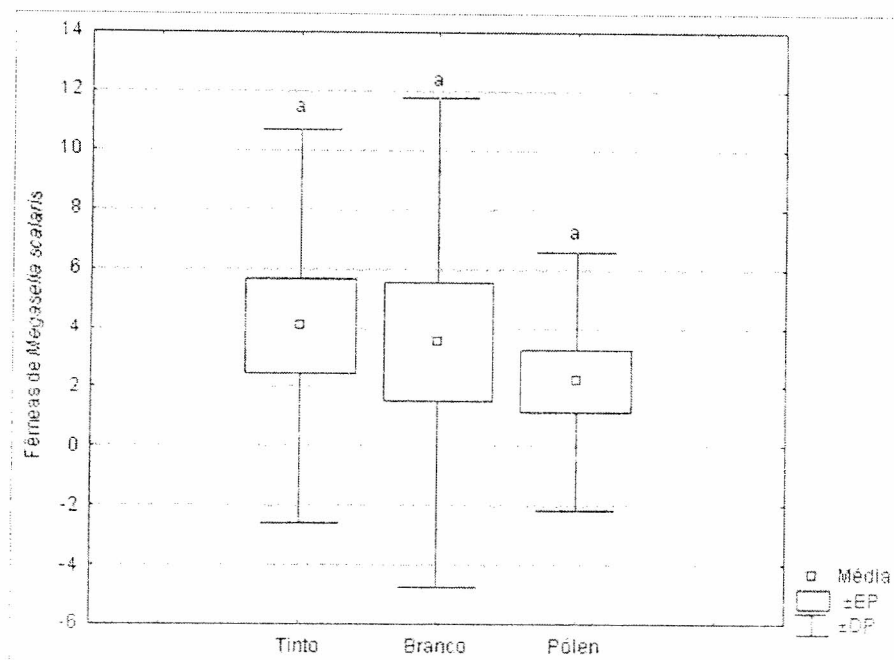 14
12
10
8
6
4
2
0
-2
-4
-6
Fêmeas de Megaselia scalaris
a
a
a
Tinto
Branco
Pólen
Média
±EP
±DP